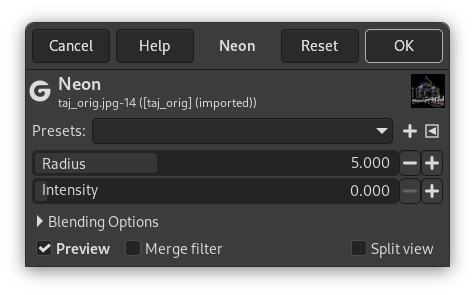 Cancel Help Neon Reset OK
Neon
taj_orig.jpg-14 ([taj_orig] (imported))
Presets:
Radius 5.000
Intensity 0.000
Blending Options
Preview Merge filter Split view